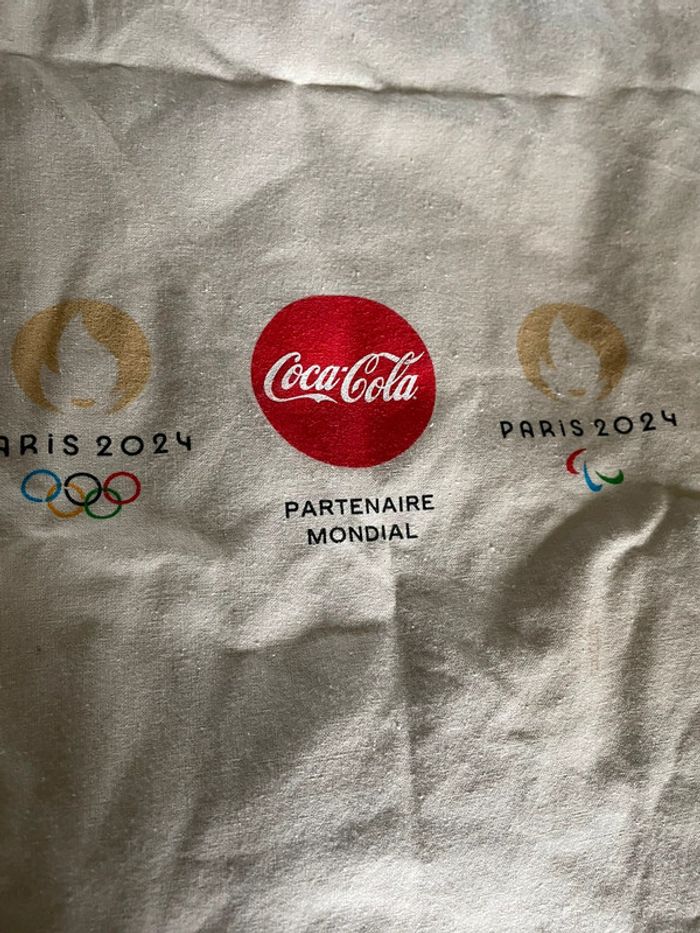 ARIS 2024
Coca-Cola
PARTENAIRE
MONDIAL
PARIS 2024